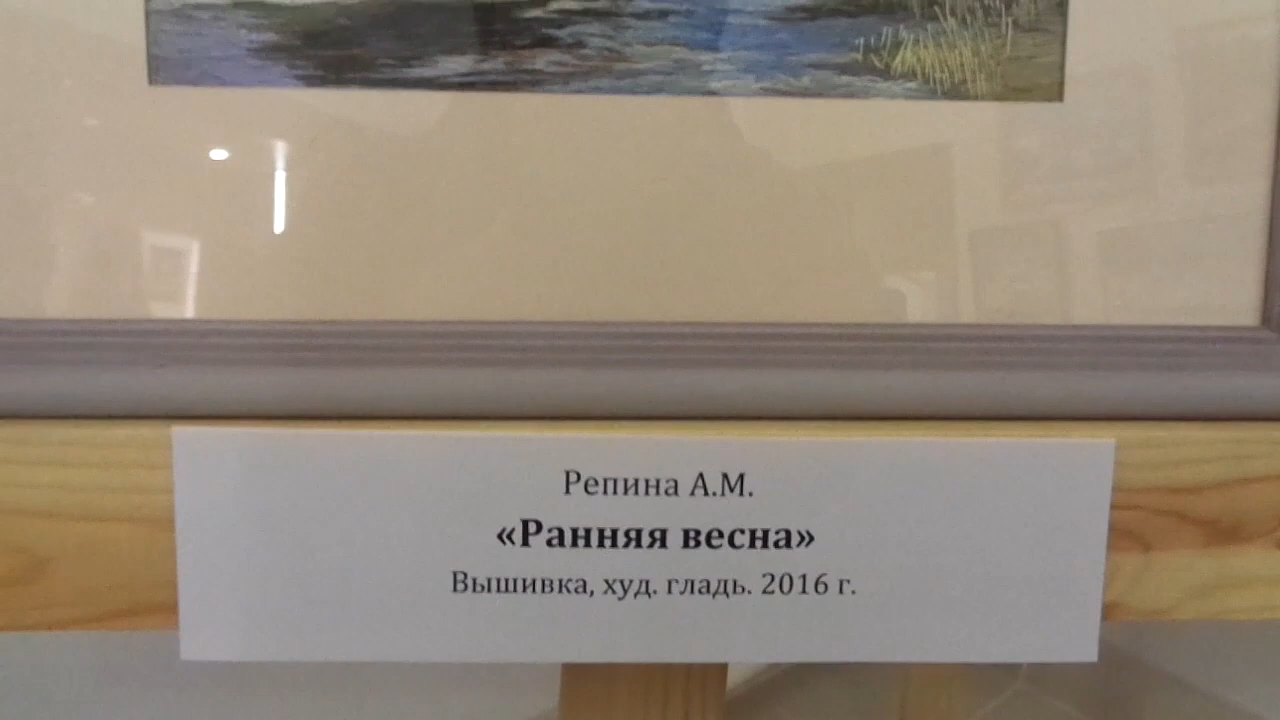 Репина А.М.
«Ранняя весна»
Вышивка, худ. гладь. 2016 г.